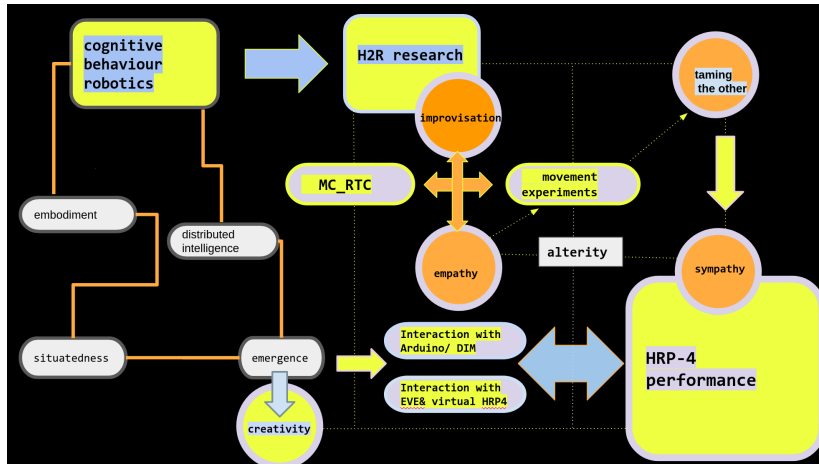 cognitive
behaviour
robotics
H2R research
taming
the other
improvisation
MC_RTC
movement
experiments
embodiment
distributed
intelligence
alterity
empathy
sympathy
Interaction with
Arduino/ DIM
situatedness
emergence
HRP-4
performance
Interaction with
EVE& virtual HRP4
creativity